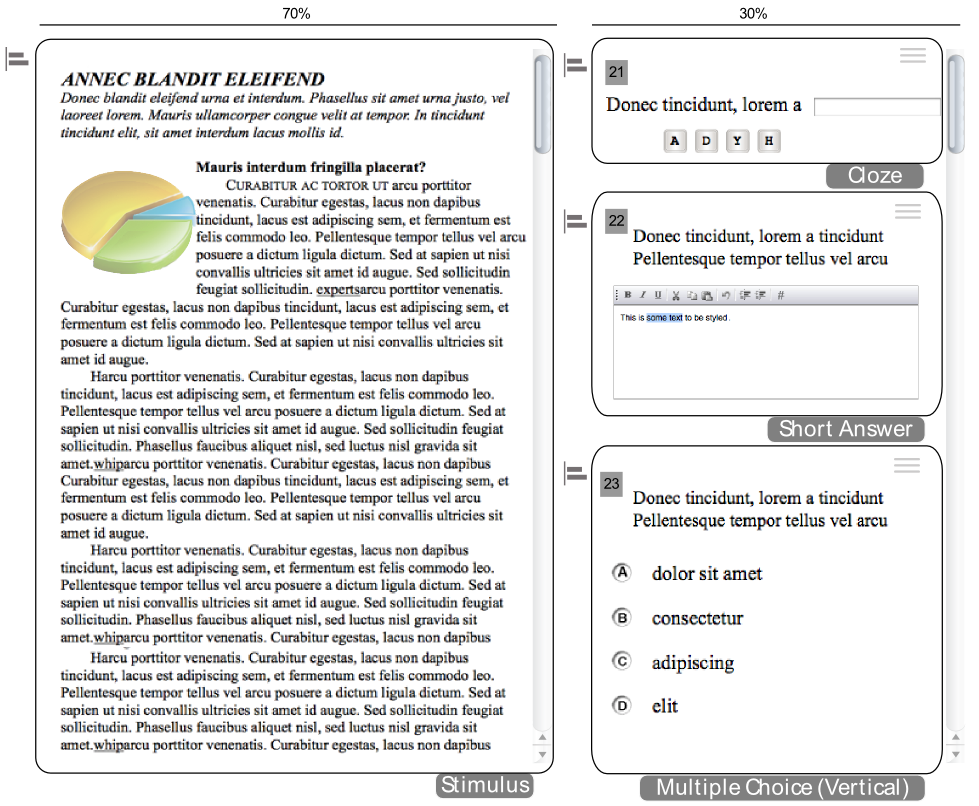 70%
30%
ANNEC BLANDIT ELEIFEND
Donec blandit eleifend urna et interdum. Phasellus sit amet urna justo, vel
laoreet lorem. Mauris ullamcorper congue velit at tempor. In tincidunt
tincidunt elit, sit amet interdum lacus mollis id.
Mauris interdum fringilla placerat?
CURABITUR AC TORTOR UT arcu porttitor
venenatis. Curabitur egestas, lacus non dapibus
tincidunt, lacus est adipiscing sem, et fermentum est
felis commodo leo. Pellentesque tempor tellus vel arcu
posuere a dictum ligula dictum. Sed at sapien ut nisi
convallis ultricies sit amet id augue. Sed sollicitudin
feugiat sollicitudin. expertsarcu porttitor venenatis.
Curabitur egestas, lacus non dapibus tincidunt, lacus est adipiscing sem, et
fermentum est felis commodo leo. Pellentesque tempor tellus vel arcu
posuere a dictum ligula dictum. Sed at sapien ut nisi convallis ultricies sit
amet id augue.
Harcu porttitor venenatis. Curabitur egestas, lacus non dapibus
tincidunt, lacus est adipiscing sem, et fermentum est felis commodo leo.
Pellentesque tempor tellus vel arcu posuere a dictum ligula dictum. Sed at
sapien ut nisi convallis ultricies sit amet id augue. Sed sollicitudin feugiat
sollicitudin. Phasellus faucibus aliquet nisl, sed luctus nisl gravida sit
amet.whiparcu porttitor venenatis. Curabitur egestas, lacus non dapibus
Curabitur egestas, lacus non dapibus tincidunt, lacus est adipiscing sem, et
fermentum est felis commodo leo. Pellentesque tempor tellus vel arcu
posuere a dictum ligula dictum. Sed at sapien ut nisi convallis ultricies sit
amet id augue.
Harcu porttitor venenatis. Curabitur egestas, lacus non dapibus
tincidunt, lacus est adipiscing sem, et fermentum est felis commodo leo.
Pellentesque tempor tellus vel arcu posuere a dictum ligula dictum. Sed at
sapien ut nisi convallis ultricies sit amet id augue. Sed sollicitudin feugiat
sollicitudin. Phasellus faucibus aliquet nisl, sed luctus nisl gravida sit
amet.whiparcu porttitor venenatis. Curabitur egestas, lacus non dapibus
Harcu porttitor venenatis. Curabitur egestas, lacus non dapibus
tincidunt, lacus est adipiscing sem, et fermentum est felis commodo leo.
Pellentesque tempor tellus vel arcu posuere a dictum ligula dictum. Sed at
sapien ut nisi convallis ultricies sit amet id augue. Sed sollicitudin feugiat
sollicitudin. Phasellus faucibus aliquet nisl, sed luctus nisl gravida sit
amet.whiparcu porttitor venenatis. Curabitur egestas, lacus non dapibus
Stimulus
21
Donec tincidunt, lorem a
A D Y H
Cloze
22
Donec tincidunt, lorem a tincidunt
Pellentesque tempor tellus vel arcu
B I U #
This is some text to be styled.
Short Answer
23
Donec tincidunt, lorem a tincidunt
Pellentesque tempor tellus vel arcu
A dolor sit amet
B consectetur
C adipiscing
D elit
Multiple Choice (Vertical)